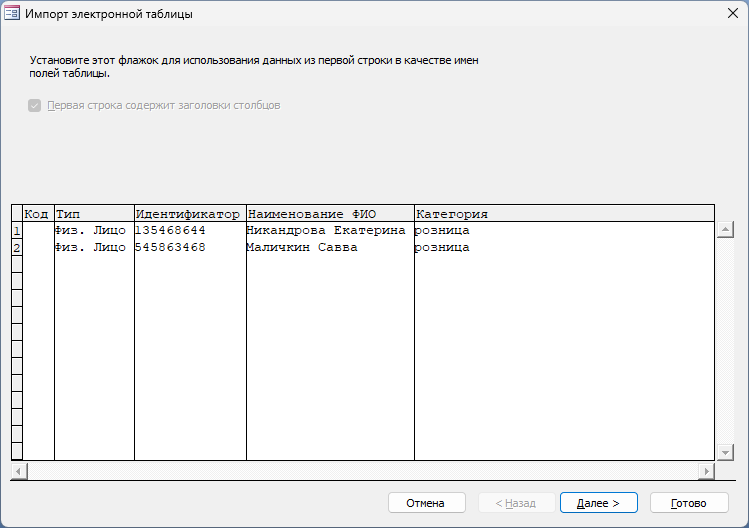 Импорт электронной таблицы
Установите этот флажок для использования данных из первой строки в качестве имен
полей таблицы.
Первая строка содержит заголовки столбцов
Код Тип Идентификатор Наименование ФИО Категория
1 Физ. Лицо 135468644 Никандрова Екатерина розница
2 Физ. Лицо 545863468 Маличкин Савва розница
Отмена < Назад Далее > Готово